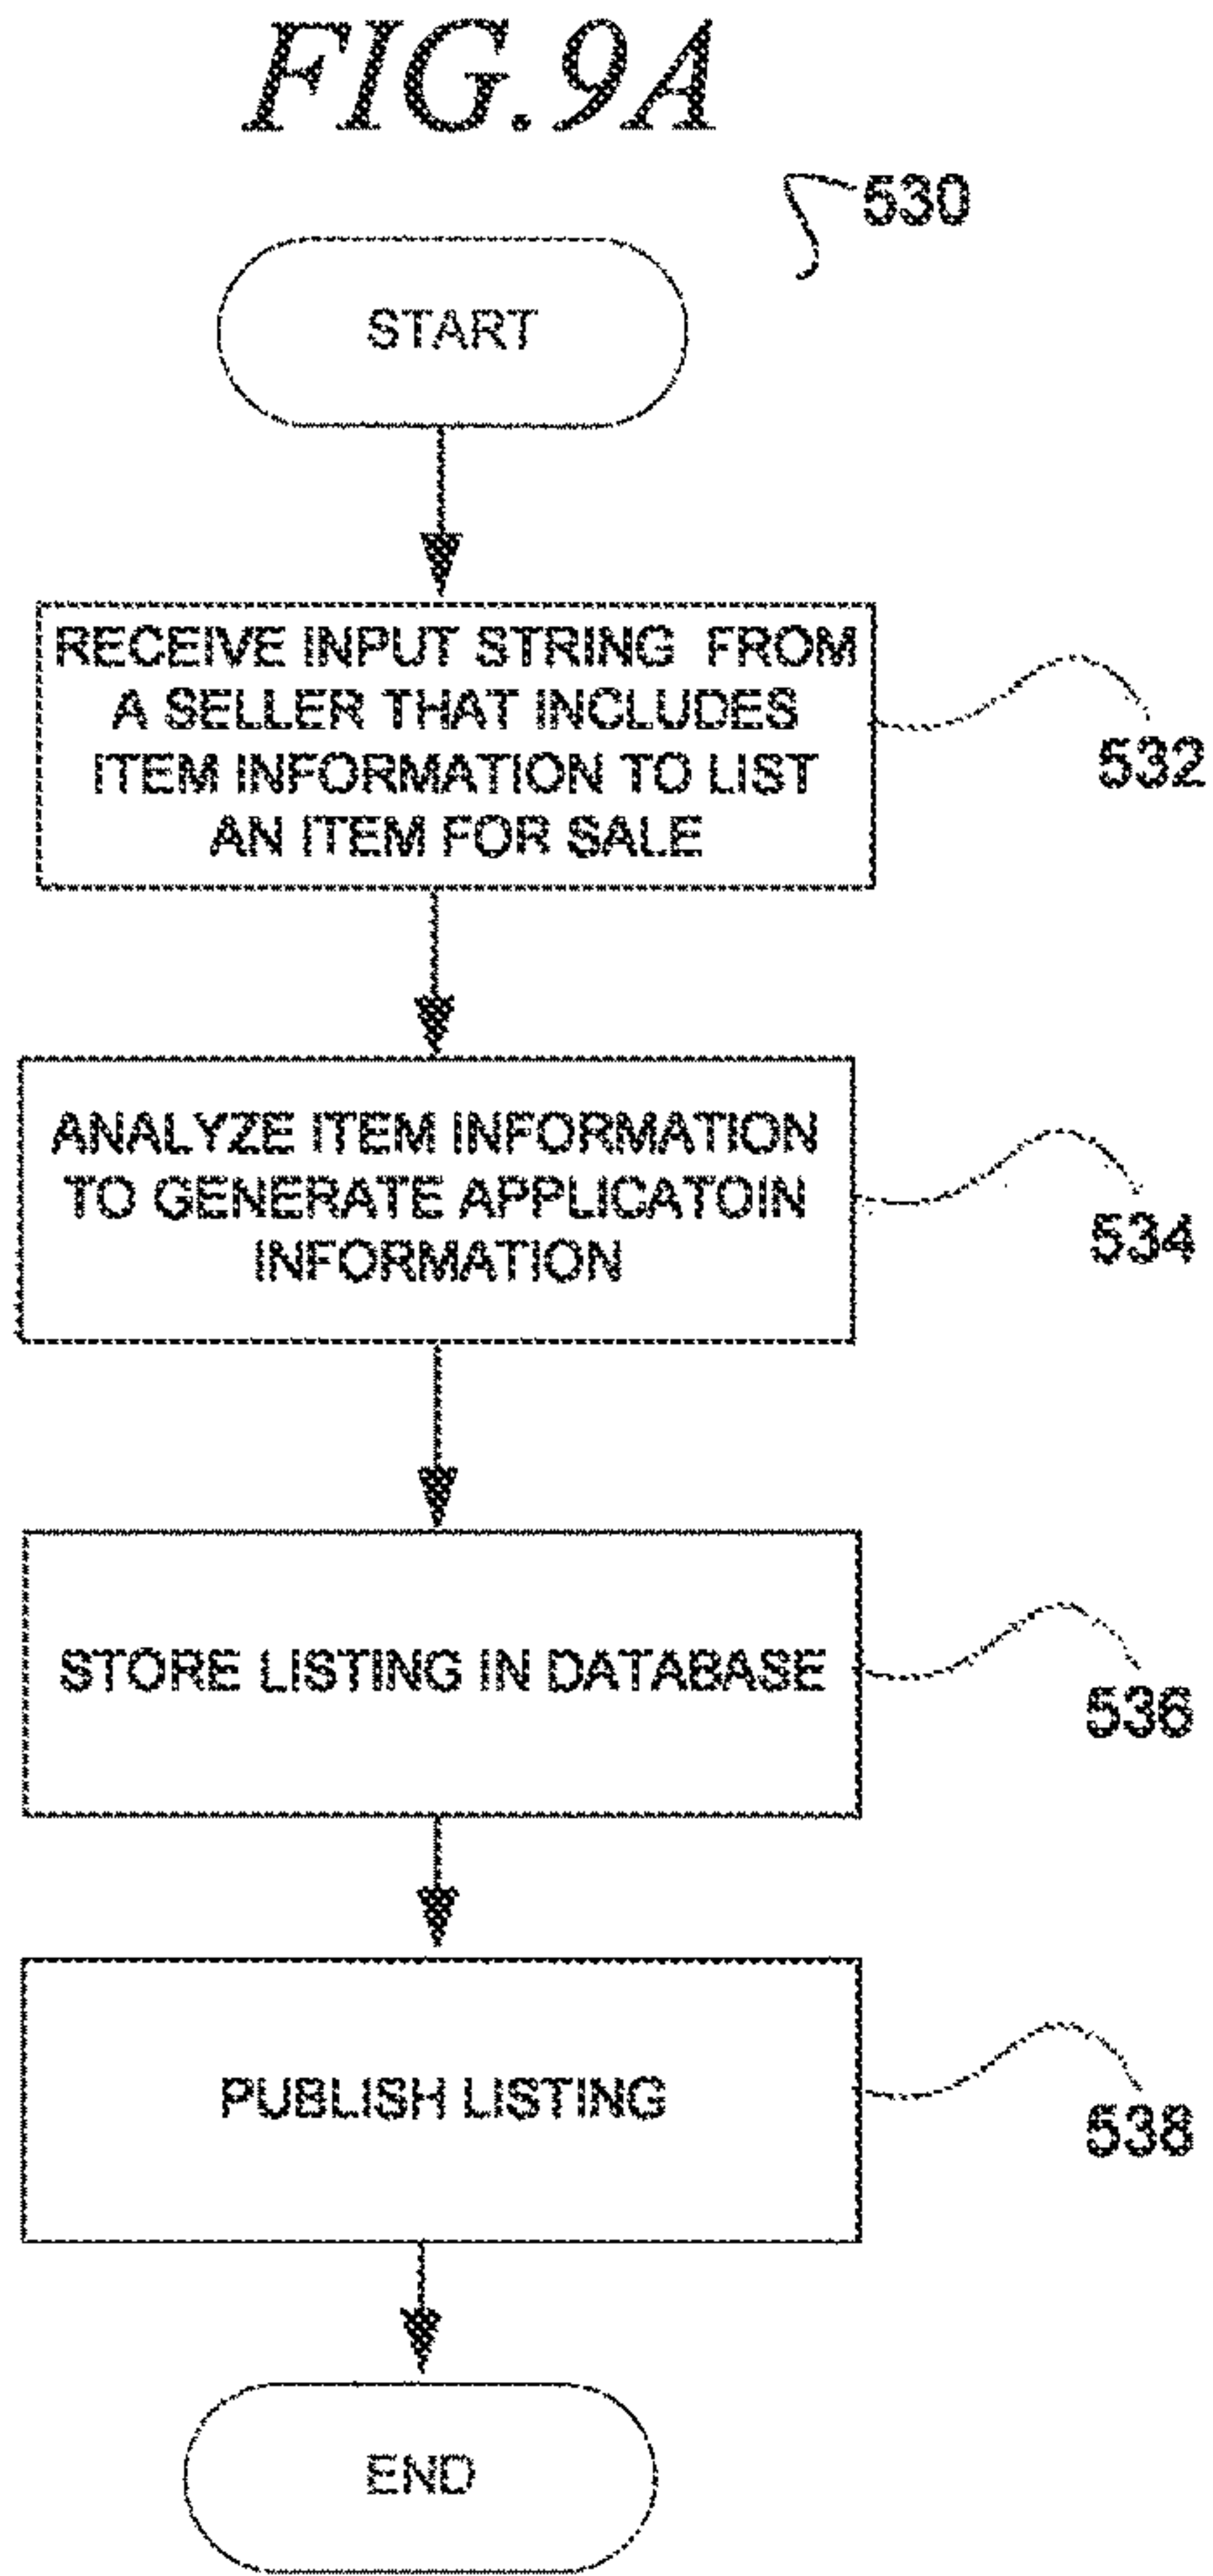 FIG.9A
530
START
RECEIVE INPUT STRING FROM
A SELLER THAT INCLUDES
ITEM INFORMATION TO LIST
AN ITEM FOR SALE
532
ANALYZE ITEM INFORMATION
TO GENERATE APPLICATOIN
INFORMATION
534
STORE LISTING IN DATABASE
536
PUBLISH LISTING
538
END